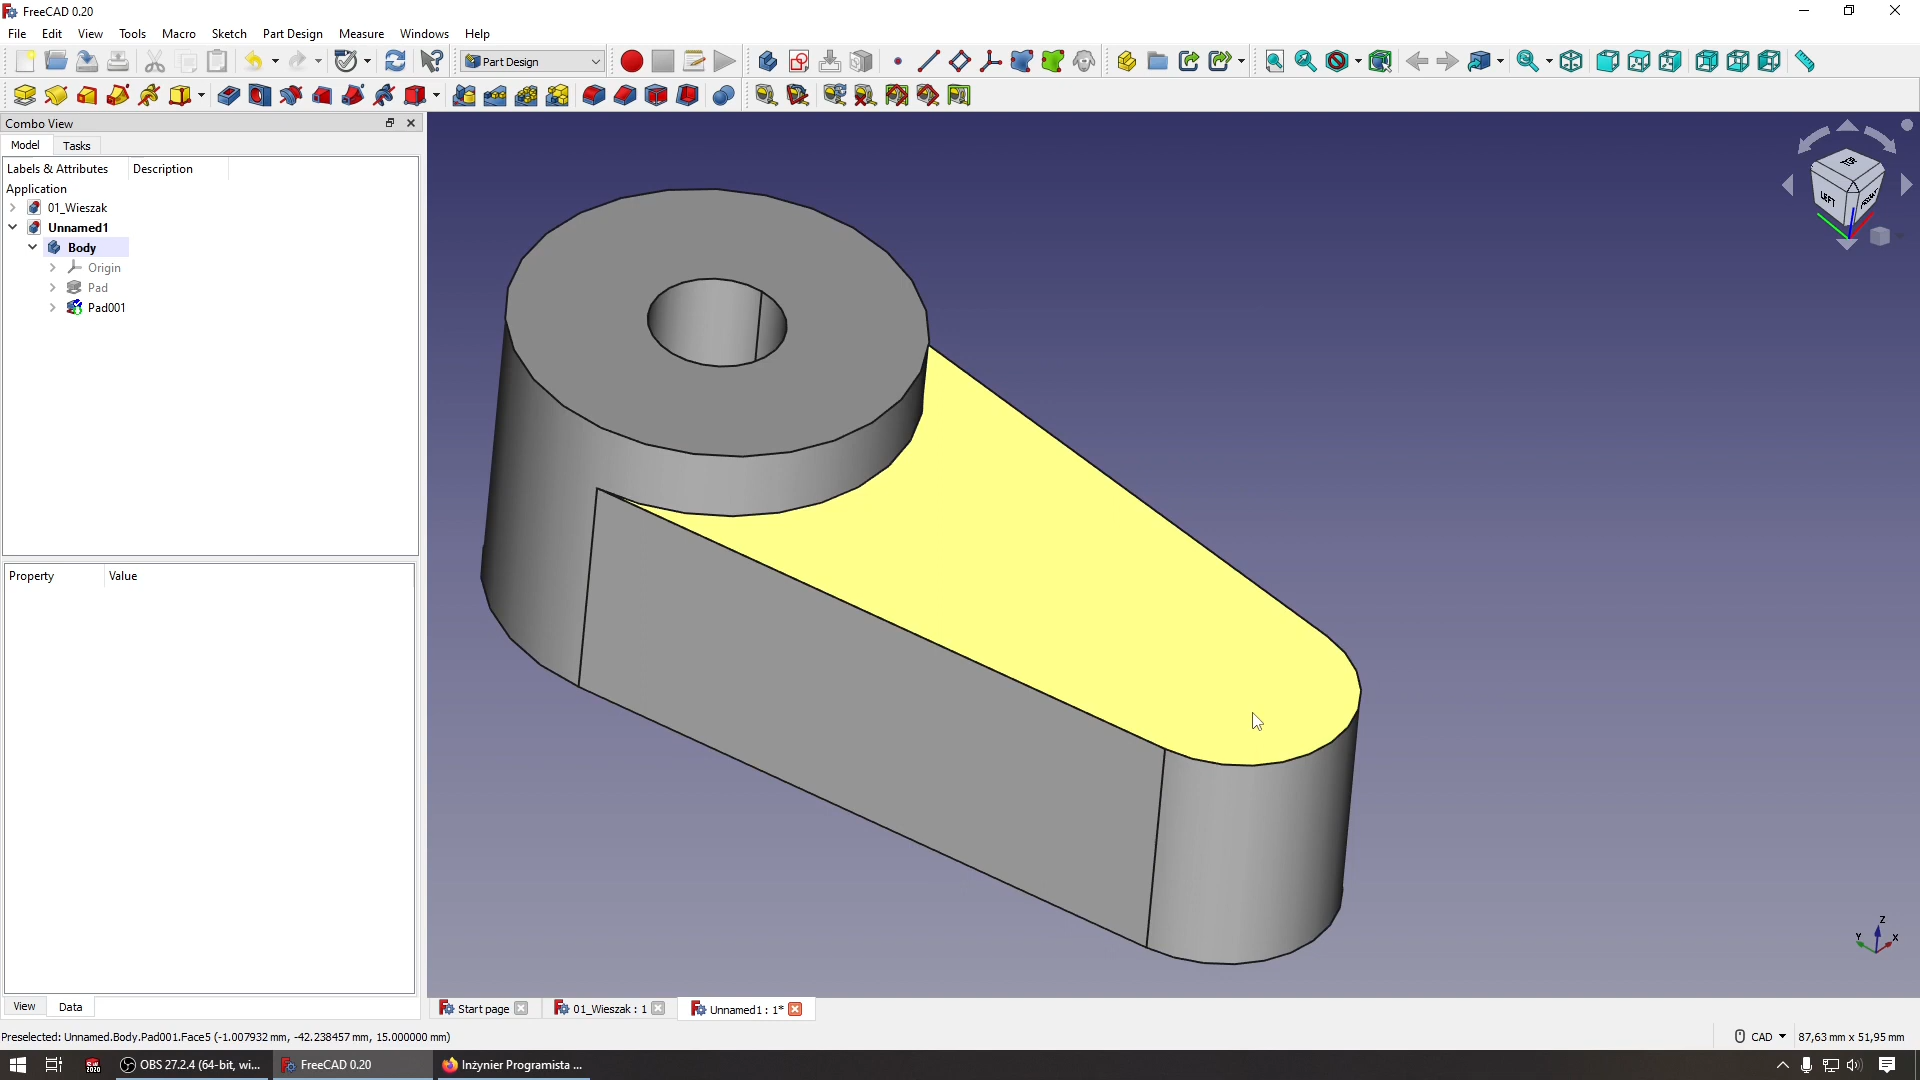 FreeCAD 0.20
File Edit View Tools Macro Sketch Part Design Measure Windows Help
Part Design
Combo View
Model Tasks
Labels & Attributes Description
Application
01_Wieszak
Unnamed1
Body
Origin
Pad
Pad001
Property Value
View Data
TOP
LEFT
Z
Y X
Start page 01_Wieszak : 1 Unnamed1 : 1*
Preselected: Unnamed.Body.Pad001.Face5 (-1.007932 mm, -42.238457 mm, 15.000000 mm)
CAD 87,63 mm x 51,95 mm
2020 OBS 27.2.4 (64-bit, wi... FreeCAD 0.20 Inżynier Programista ...